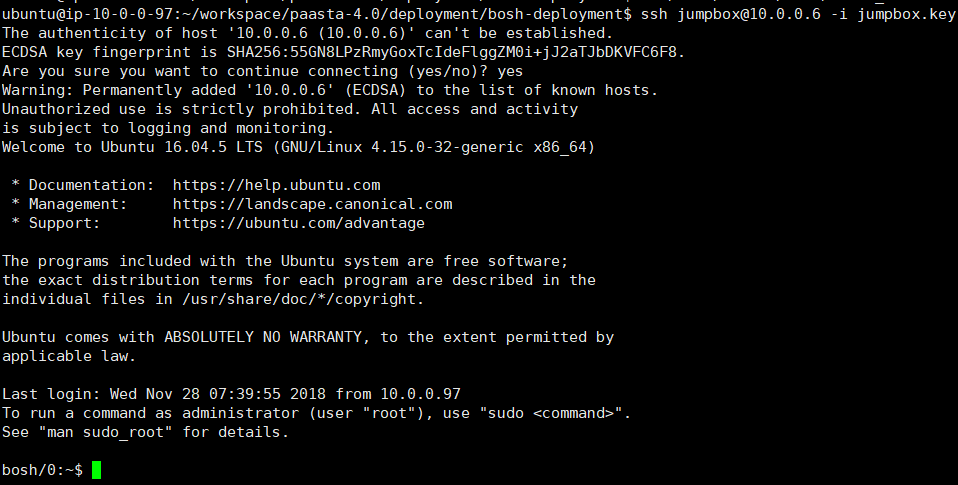 ubuntu@ip-10-0-0-97:~/workspace/paasta-4.0/deployment/bosh-deployment$ ssh jumpbox@10.0.0.6 -i jumpbox.key
The authenticity of host '10.0.0.6 (10.0.0.6)' can't be established.
ECDSA key fingerprint is SHA256:55GN8LPzRmyGoxTcIdeFlggZM0i+jJ2aTJbDKVFC6F8.
Are you sure you want to continue connecting (yes/no)? yes
Warning: Permanently added '10.0.0.6' (ECDSA) to the list of known hosts.
Unauthorized use is strictly prohibited. All access and activity
is subject to logging and monitoring.
Welcome to Ubuntu 16.04.5 LTS (GNU/Linux 4.15.0-32-generic x86_64)

 * Documentation:  https://help.ubuntu.com
 * Management:     https://landscape.canonical.com
 * Support:        https://ubuntu.com/advantage

The programs included with the Ubuntu system are free software;
the exact distribution terms for each program are described in the
individual files in /usr/share/doc/*/copyright.

Ubuntu comes with ABSOLUTELY NO WARRANTY, to the extent permitted by
applicable law.

Last login: Wed Nov 28 07:39:55 2018 from 10.0.0.97
To run a command as administrator (user "root"), use "sudo <command>".
See "man sudo_root" for details.

bosh/0:~$